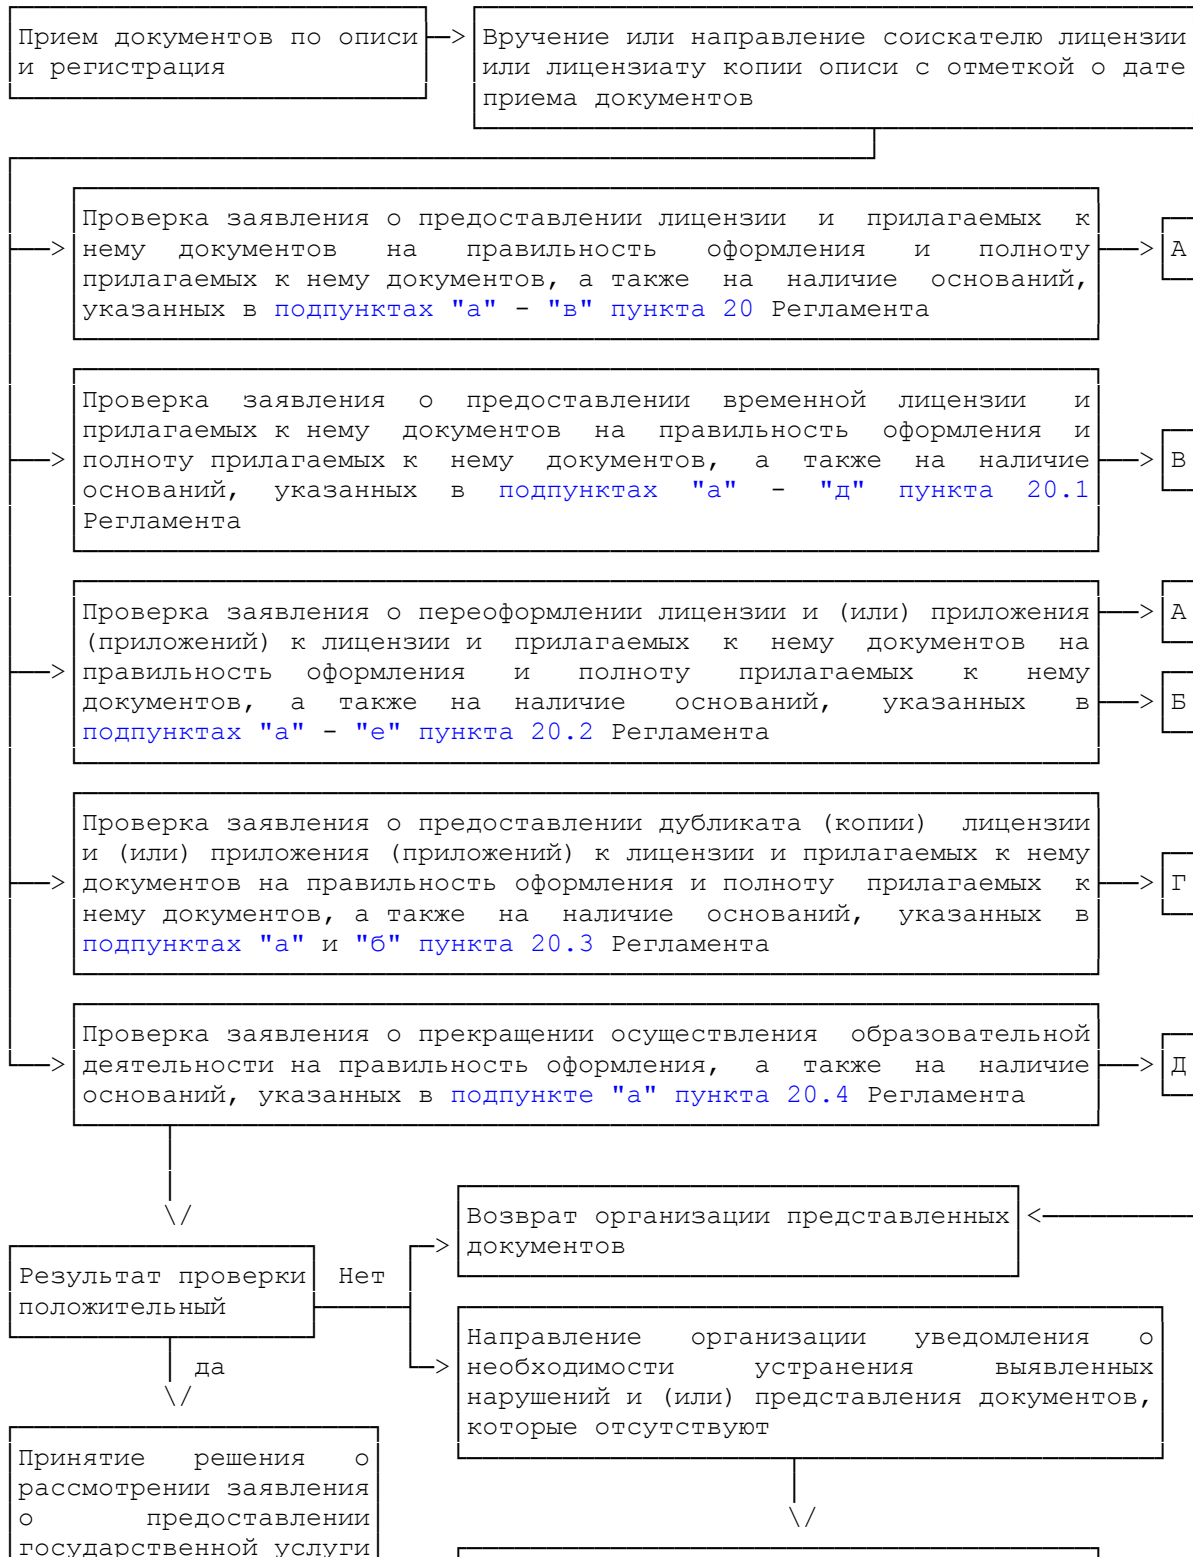 Прием документов по описи
и регистрация
Вручение или направление соискателю лицензии
или лицензиату копии описи с отметкой о дате
приема документов
Проверка заявления о предоставлении лицензии и прилагаемых к
нему документов на правильность оформления и полноту
прилагаемых к нему документов, а также на наличие оснований,
указанных в подпунктах "а" - "в" пункта 20 Регламента
А
Проверка заявления о предоставлении временной лицензии и
прилагаемых к нему документов на правильность оформления и
полноту прилагаемых к нему документов, а также на наличие
оснований, указанных в подпунктах "а" - "д" пункта 20.1
Регламента
В
Проверка заявления о переоформлении лицензии и (или) приложения
(приложений) к лицензии и прилагаемых к нему документов на
правильность оформления и полноту прилагаемых к нему
документов, а также на наличие оснований, указанных в
подпунктах "а" - "е" пункта 20.2 Регламента
А
Б
Проверка заявления о предоставлении дубликата (копии) лицензии
и (или) приложения (приложений) к лицензии и прилагаемых к нему
документов на правильность оформления и полноту прилагаемых к
нему документов, а также на наличие оснований, указанных в
подпунктах "а" и "б" пункта 20.3 Регламента
Г
Проверка заявления о прекращении осуществления образовательной
деятельности на правильность оформления, а также на наличие
оснований, указанных в подпункте "а" пункта 20.4 Регламента
Д
Возврат организации представленных
документов
Результат проверки
положительный
Нет
да
Направление организации уведомления о
необходимости устранения выявленных
нарушений и (или) представления документов,
которые отсутствуют
Принятие решения о
рассмотрении заявления
о предоставлении
государственной услуги